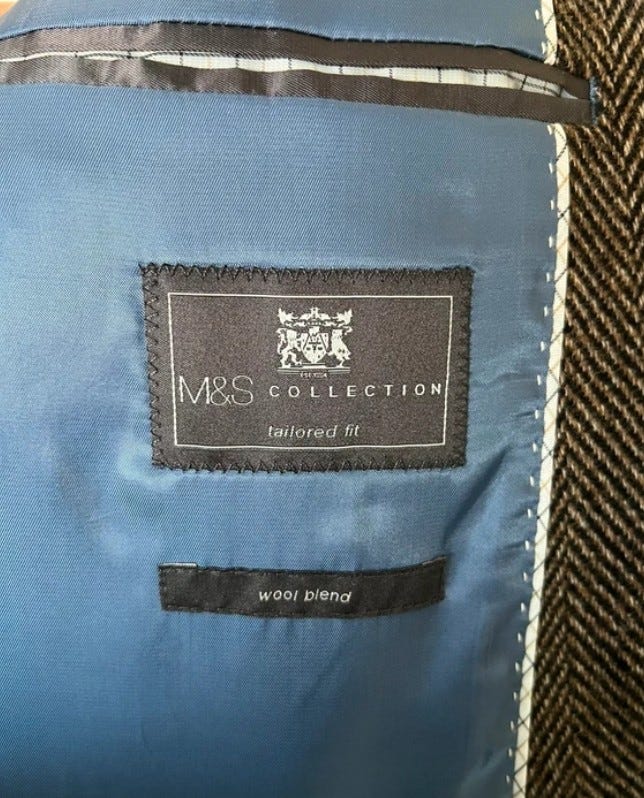 M&S COLLECTION
tailored fit
wool blend